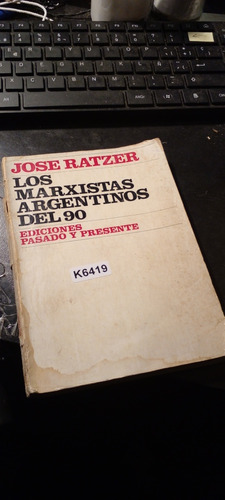 JOSE RATZER
LOS
MARXISTAS
ARGENTINOS
DEL 90
EDICIONES
PASADO Y PRESENTE
K6419